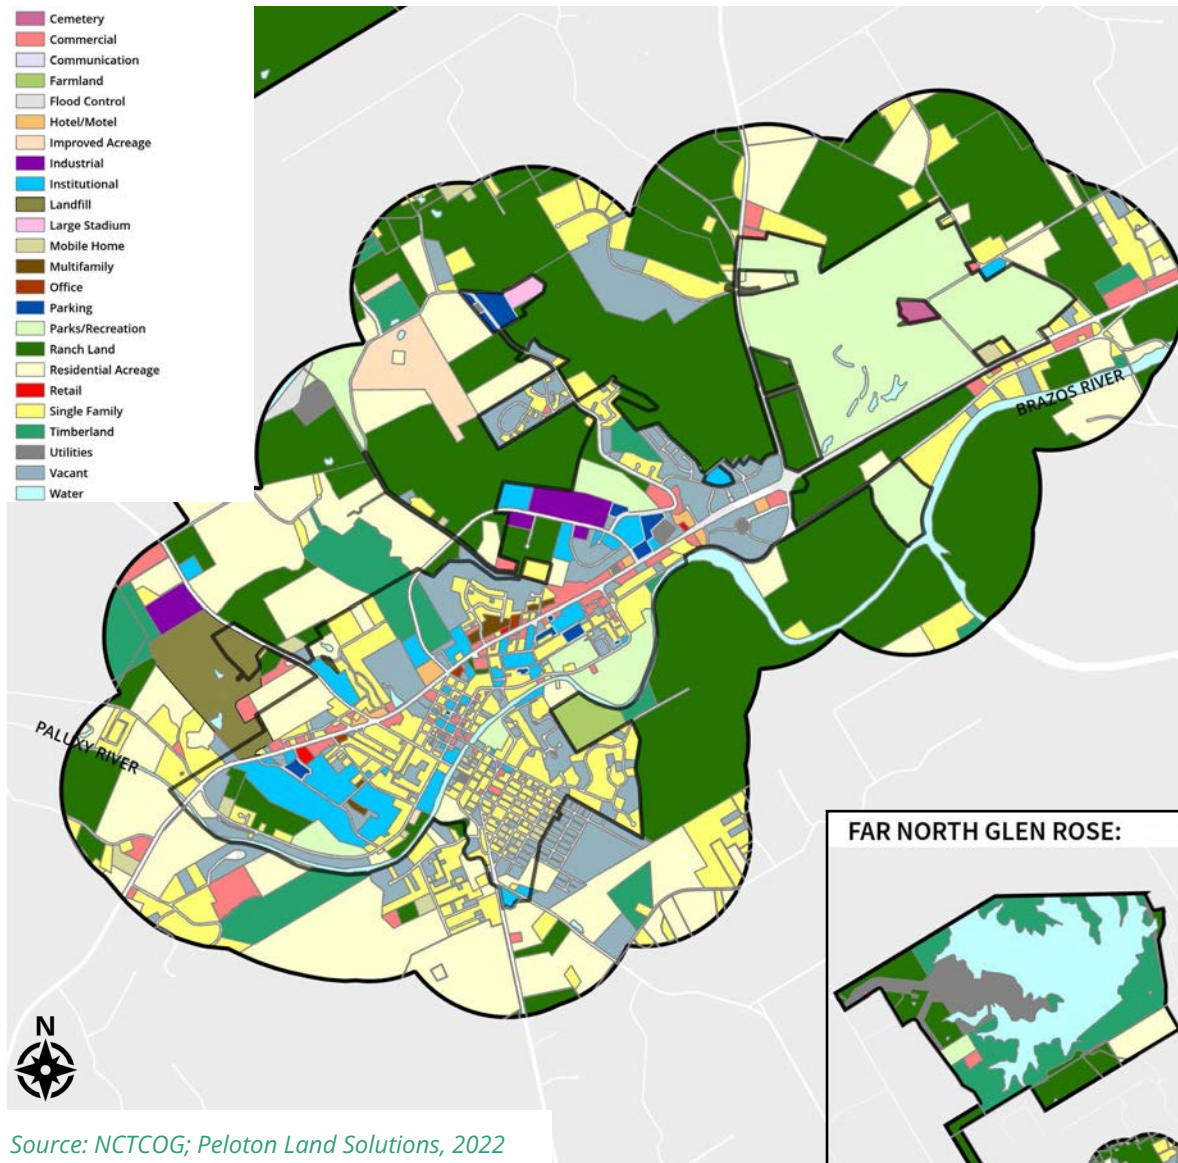 Cemetery
Commercial
Communication
Farmland
Flood Control
Hotel/Motel
Improved Acreage
Industrial
Institutional
Landfill
Large Stadium
Mobile Home
Multifamily
Office
Parking
Parks/Recreation
Ranch Land
Residential Acreage
Retail
Single Family
Timberland
Utilities
Vacant
Water
BRAZOS RIVER
PALUXY RIVER
FAR NORTH GLEN ROSE:
N
Source: NCTCOG; Peloton Land Solutions, 2022